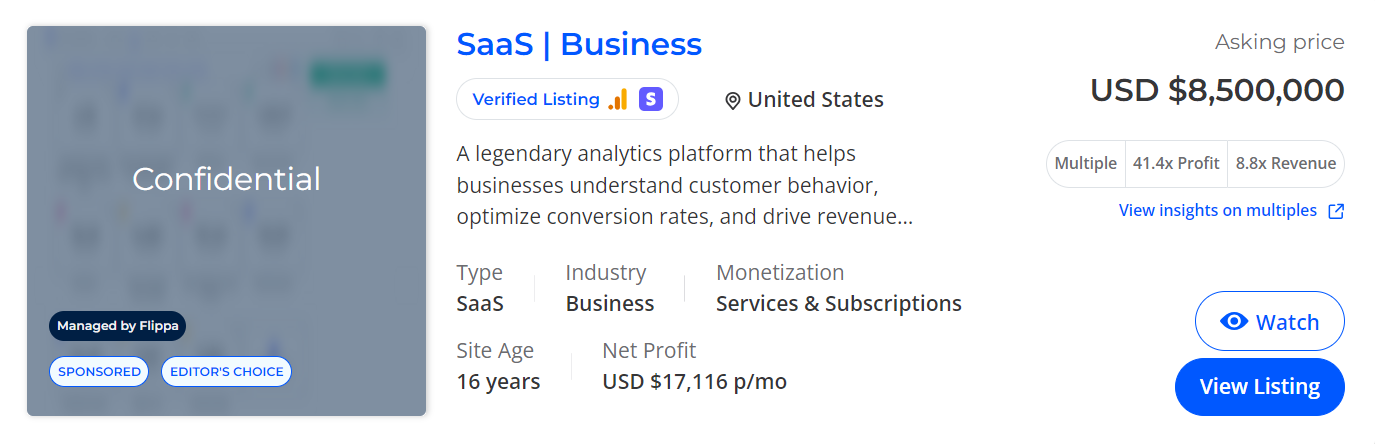 Confidential
Managed by Flippa
SPONSORED EDITOR'S CHOICE
SaaS | Business
Verified Listing S United States
A legendary analytics platform that helps
businesses understand customer behavior,
optimize conversion rates, and drive revenue...
Type Industry Monetization
SaaS Business Services & Subscriptions
Site Age Net Profit
16 years USD $17,116 p/mo
Asking price
USD $8,500,000
Multiple 41.4x Profit 8.8x Revenue
View insights on multiples
Watch
View Listing